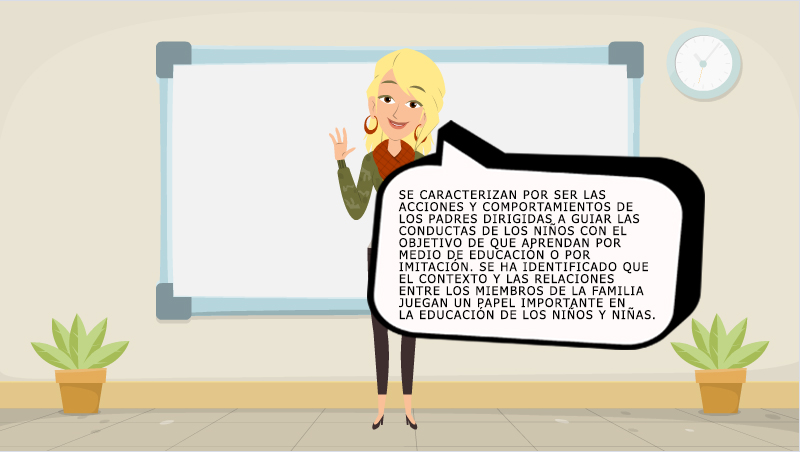 SE CARACTERIZAN POR SER LAS
ACCIONES Y COMPORTAMIENTOS DE
LOS PADRES DIRIGIDAS A GUIAR LAS
CONDUCTAS DE LOS NIÑOS CON EL
OBJETIVO DE QUE APRENDAN POR
MEDIO DE EDUCACIÓN O POR
IMITACIÓN. SE HA IDENTIFICADO QUE
EL CONTEXTO Y LAS RELACIONES
ENTRE LOS MIEMBROS DE LA FAMILIA
JUEGAN UN PAPEL IMPORTANTE EN
LA EDUCACIÓN DE LOS NIÑOS Y NIÑAS.